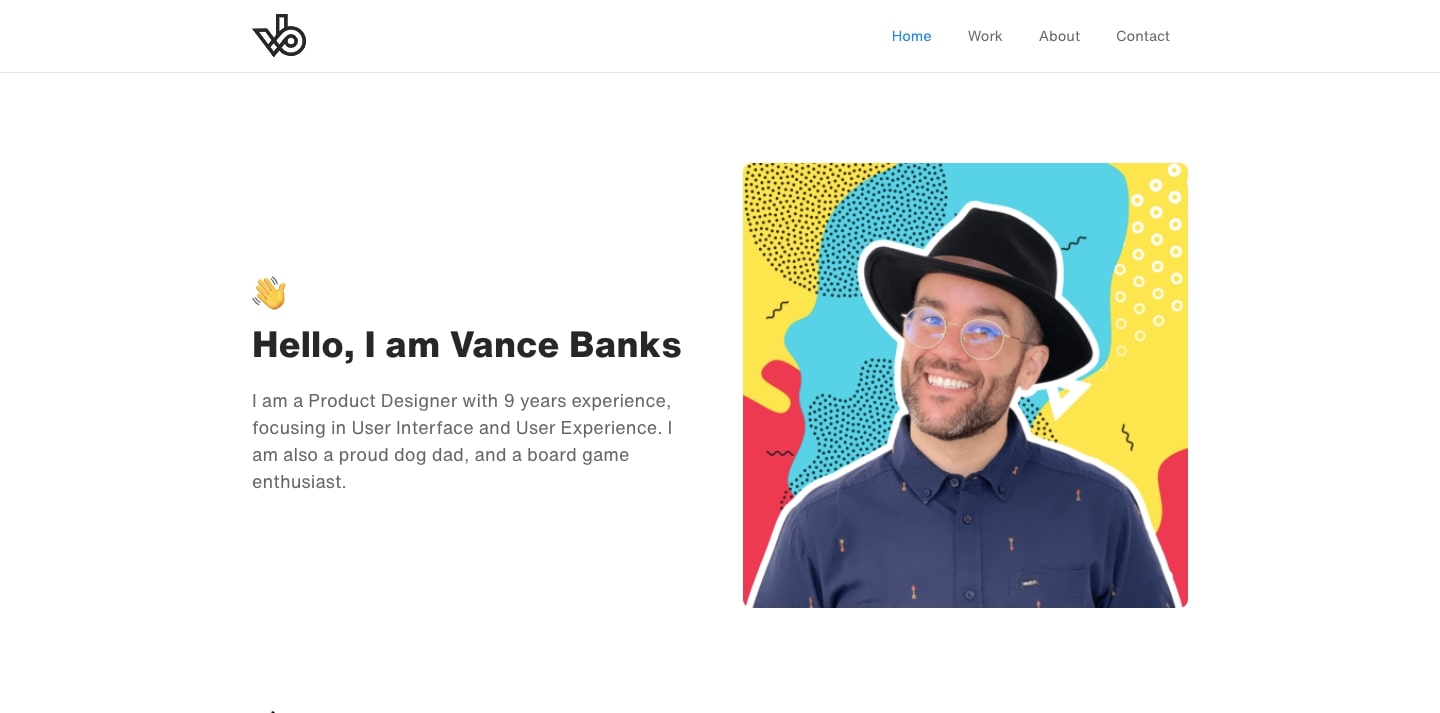 Home Work About Contact
👋
Hello, I am Vance Banks
I am a Product Designer with 9 years experience,
focusing in User Interface and User Experience. I
am also a proud dog dad, and a board game
enthusiast.